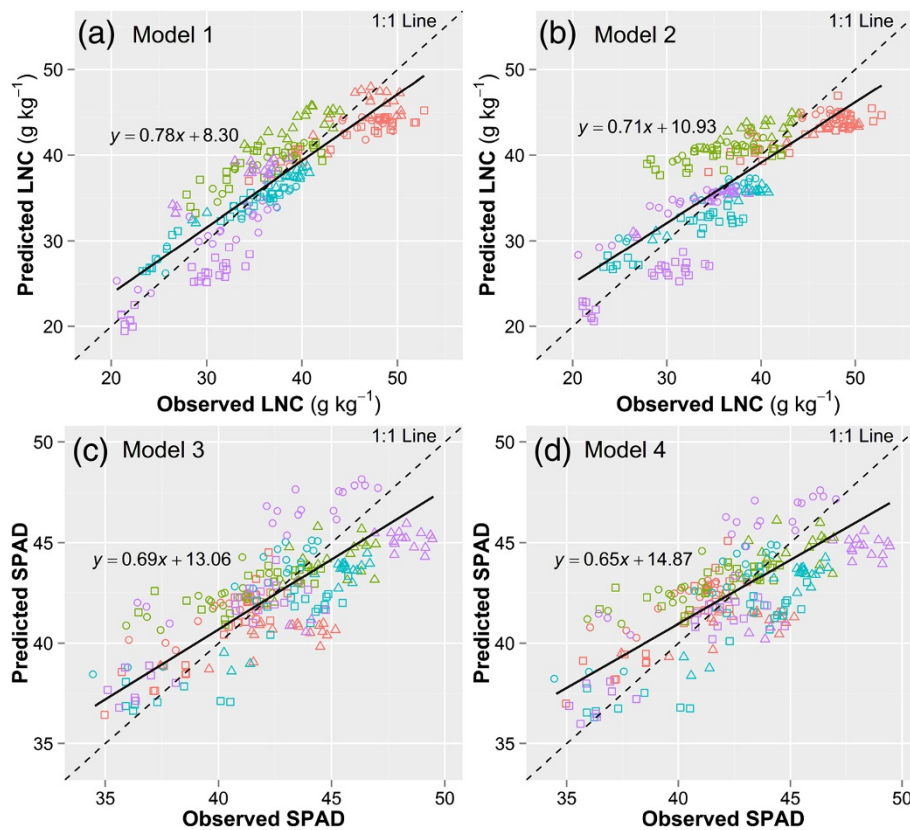 (a) Model 1
1:1 Line
y=0.78x+8.30
Predicted LNC (g kg⁻¹)
50
40
30
20
20 30 40 50
Observed LNC (g kg⁻¹)
(b) Model 2
1:1 Line
y=0.71x+10.93
Predicted LNC (g kg⁻¹)
50
40
30
20
20 30 40 50
Observed LNC (g kg⁻¹)
(c) Model 3
1:1 Line
y=0.69x+13.06
Predicted SPAD
50
45
40
35
35 40 45 50
Observed SPAD
(d) Model 4
1:1 Line
y=0.65x+14.87
Predicted SPAD
50
45
40
35
35 40 45 50
Observed SPAD